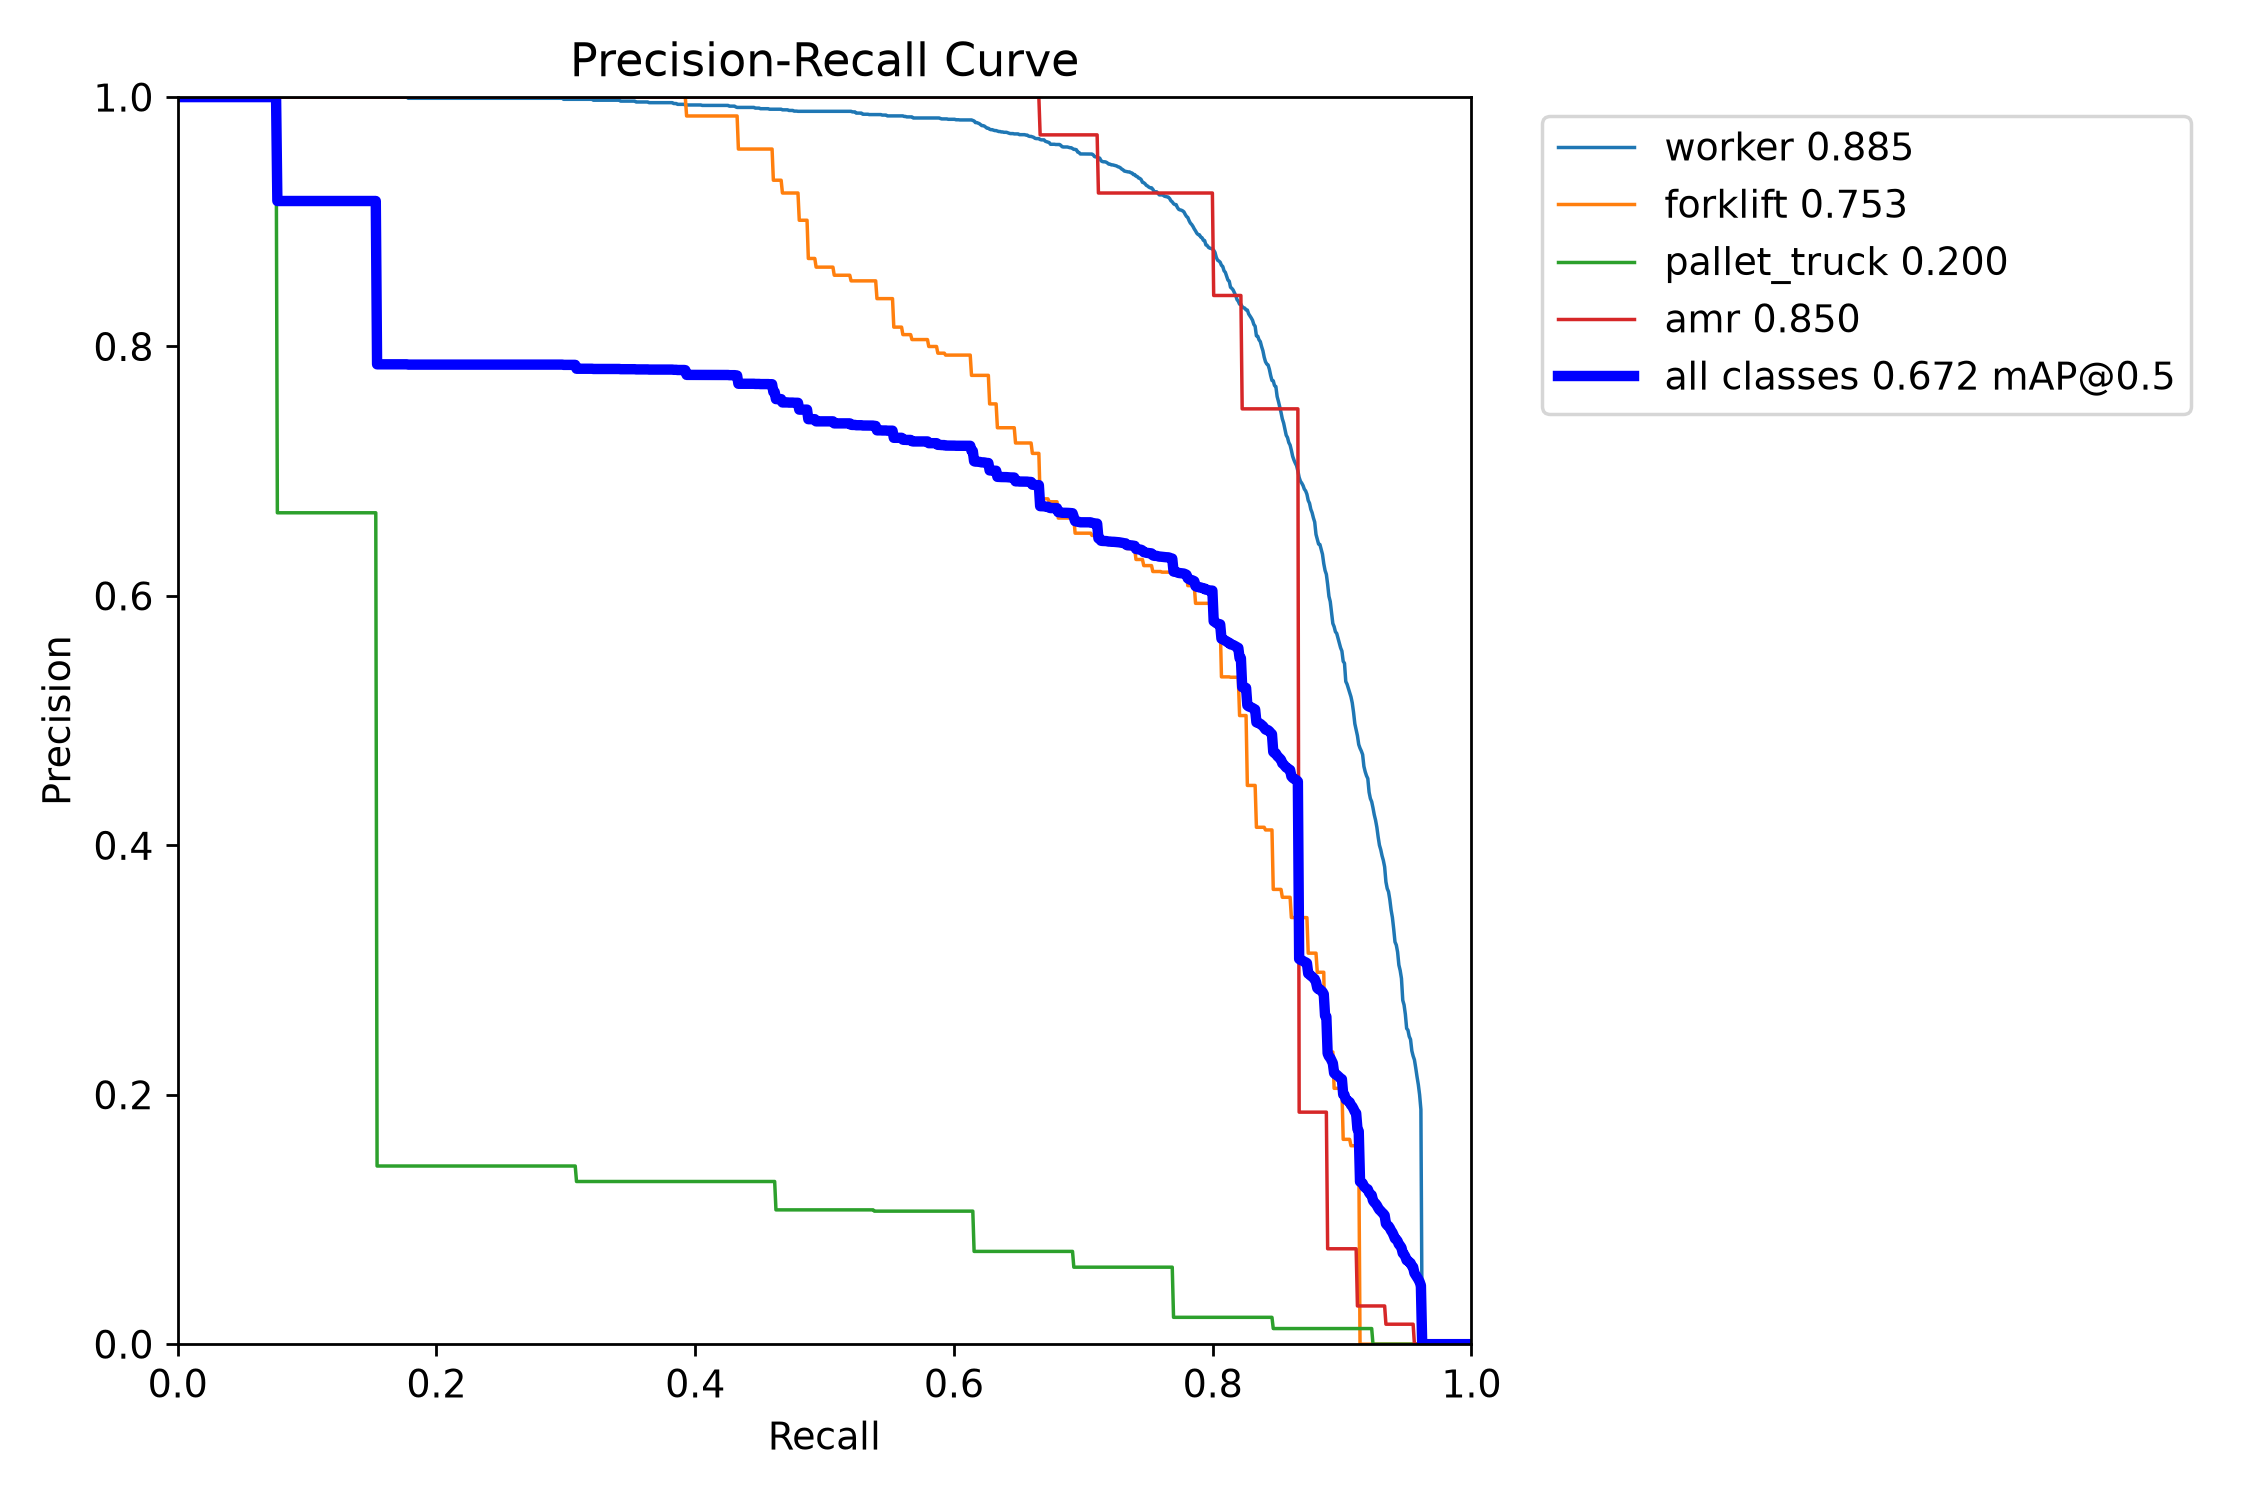 Precision-Recall Curve
1.0
0.8
0.6
0.4
0.2
0.0
Precision
0.0 0.2 0.4 0.6 0.8 1.0
Recall
worker 0.885
forklift 0.753
pallet_truck 0.200
amr 0.850
all classes 0.672 mAP@0.5